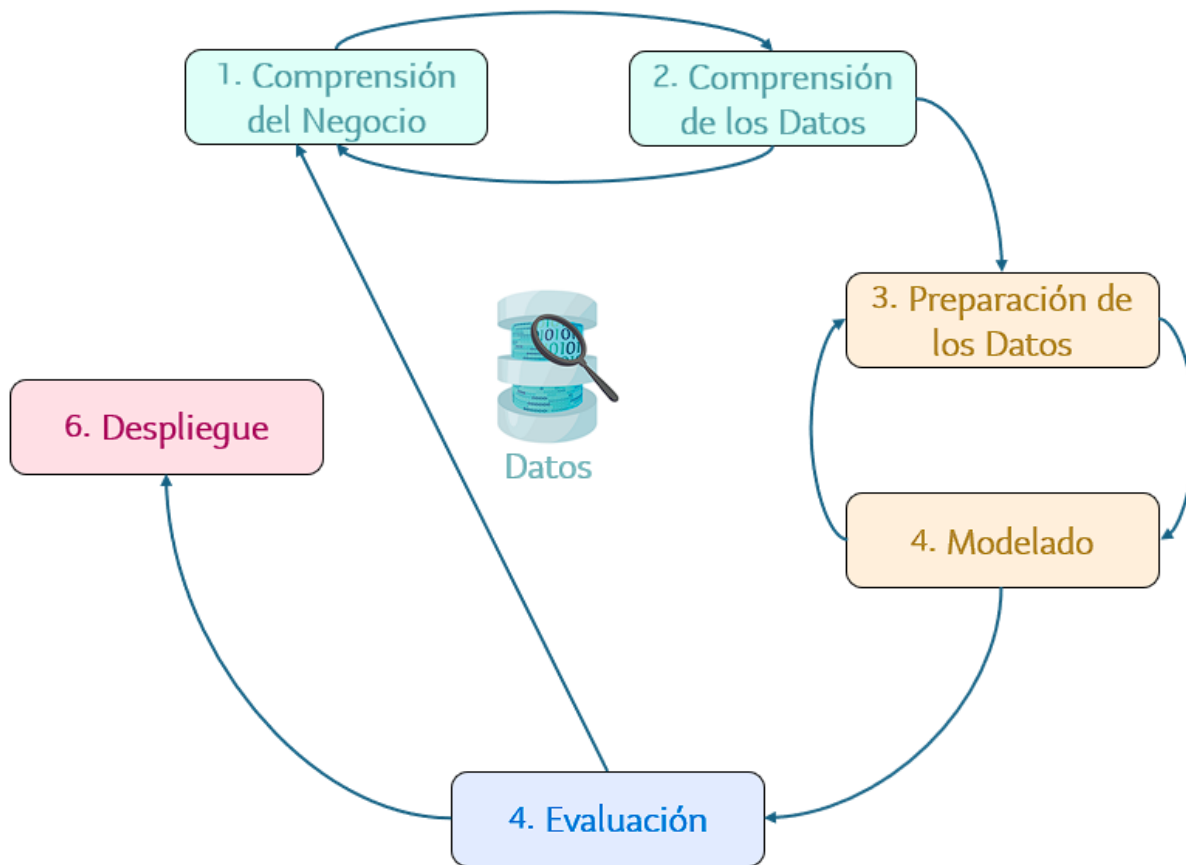 1. Comprensión
del Negocio
2. Comprensión
de los Datos
3. Preparación de
los Datos
Datos
6. Despliegue
4. Modelado
4. Evaluación